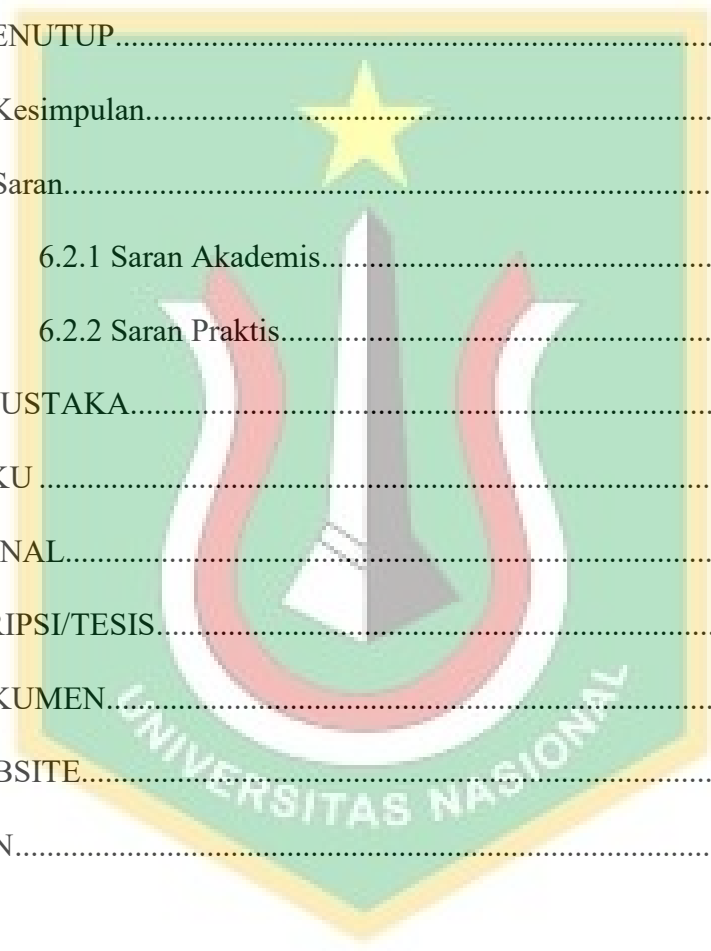 ENUTUP
Kesimpulan
Saran
6.2.1 Saran Akademis
6.2.2 Saran Praktis
USTAKA
KU
NAL
RIPSI/TESIS
KUMEN
BSITE
N
UNIVERSITAS NASIONAL